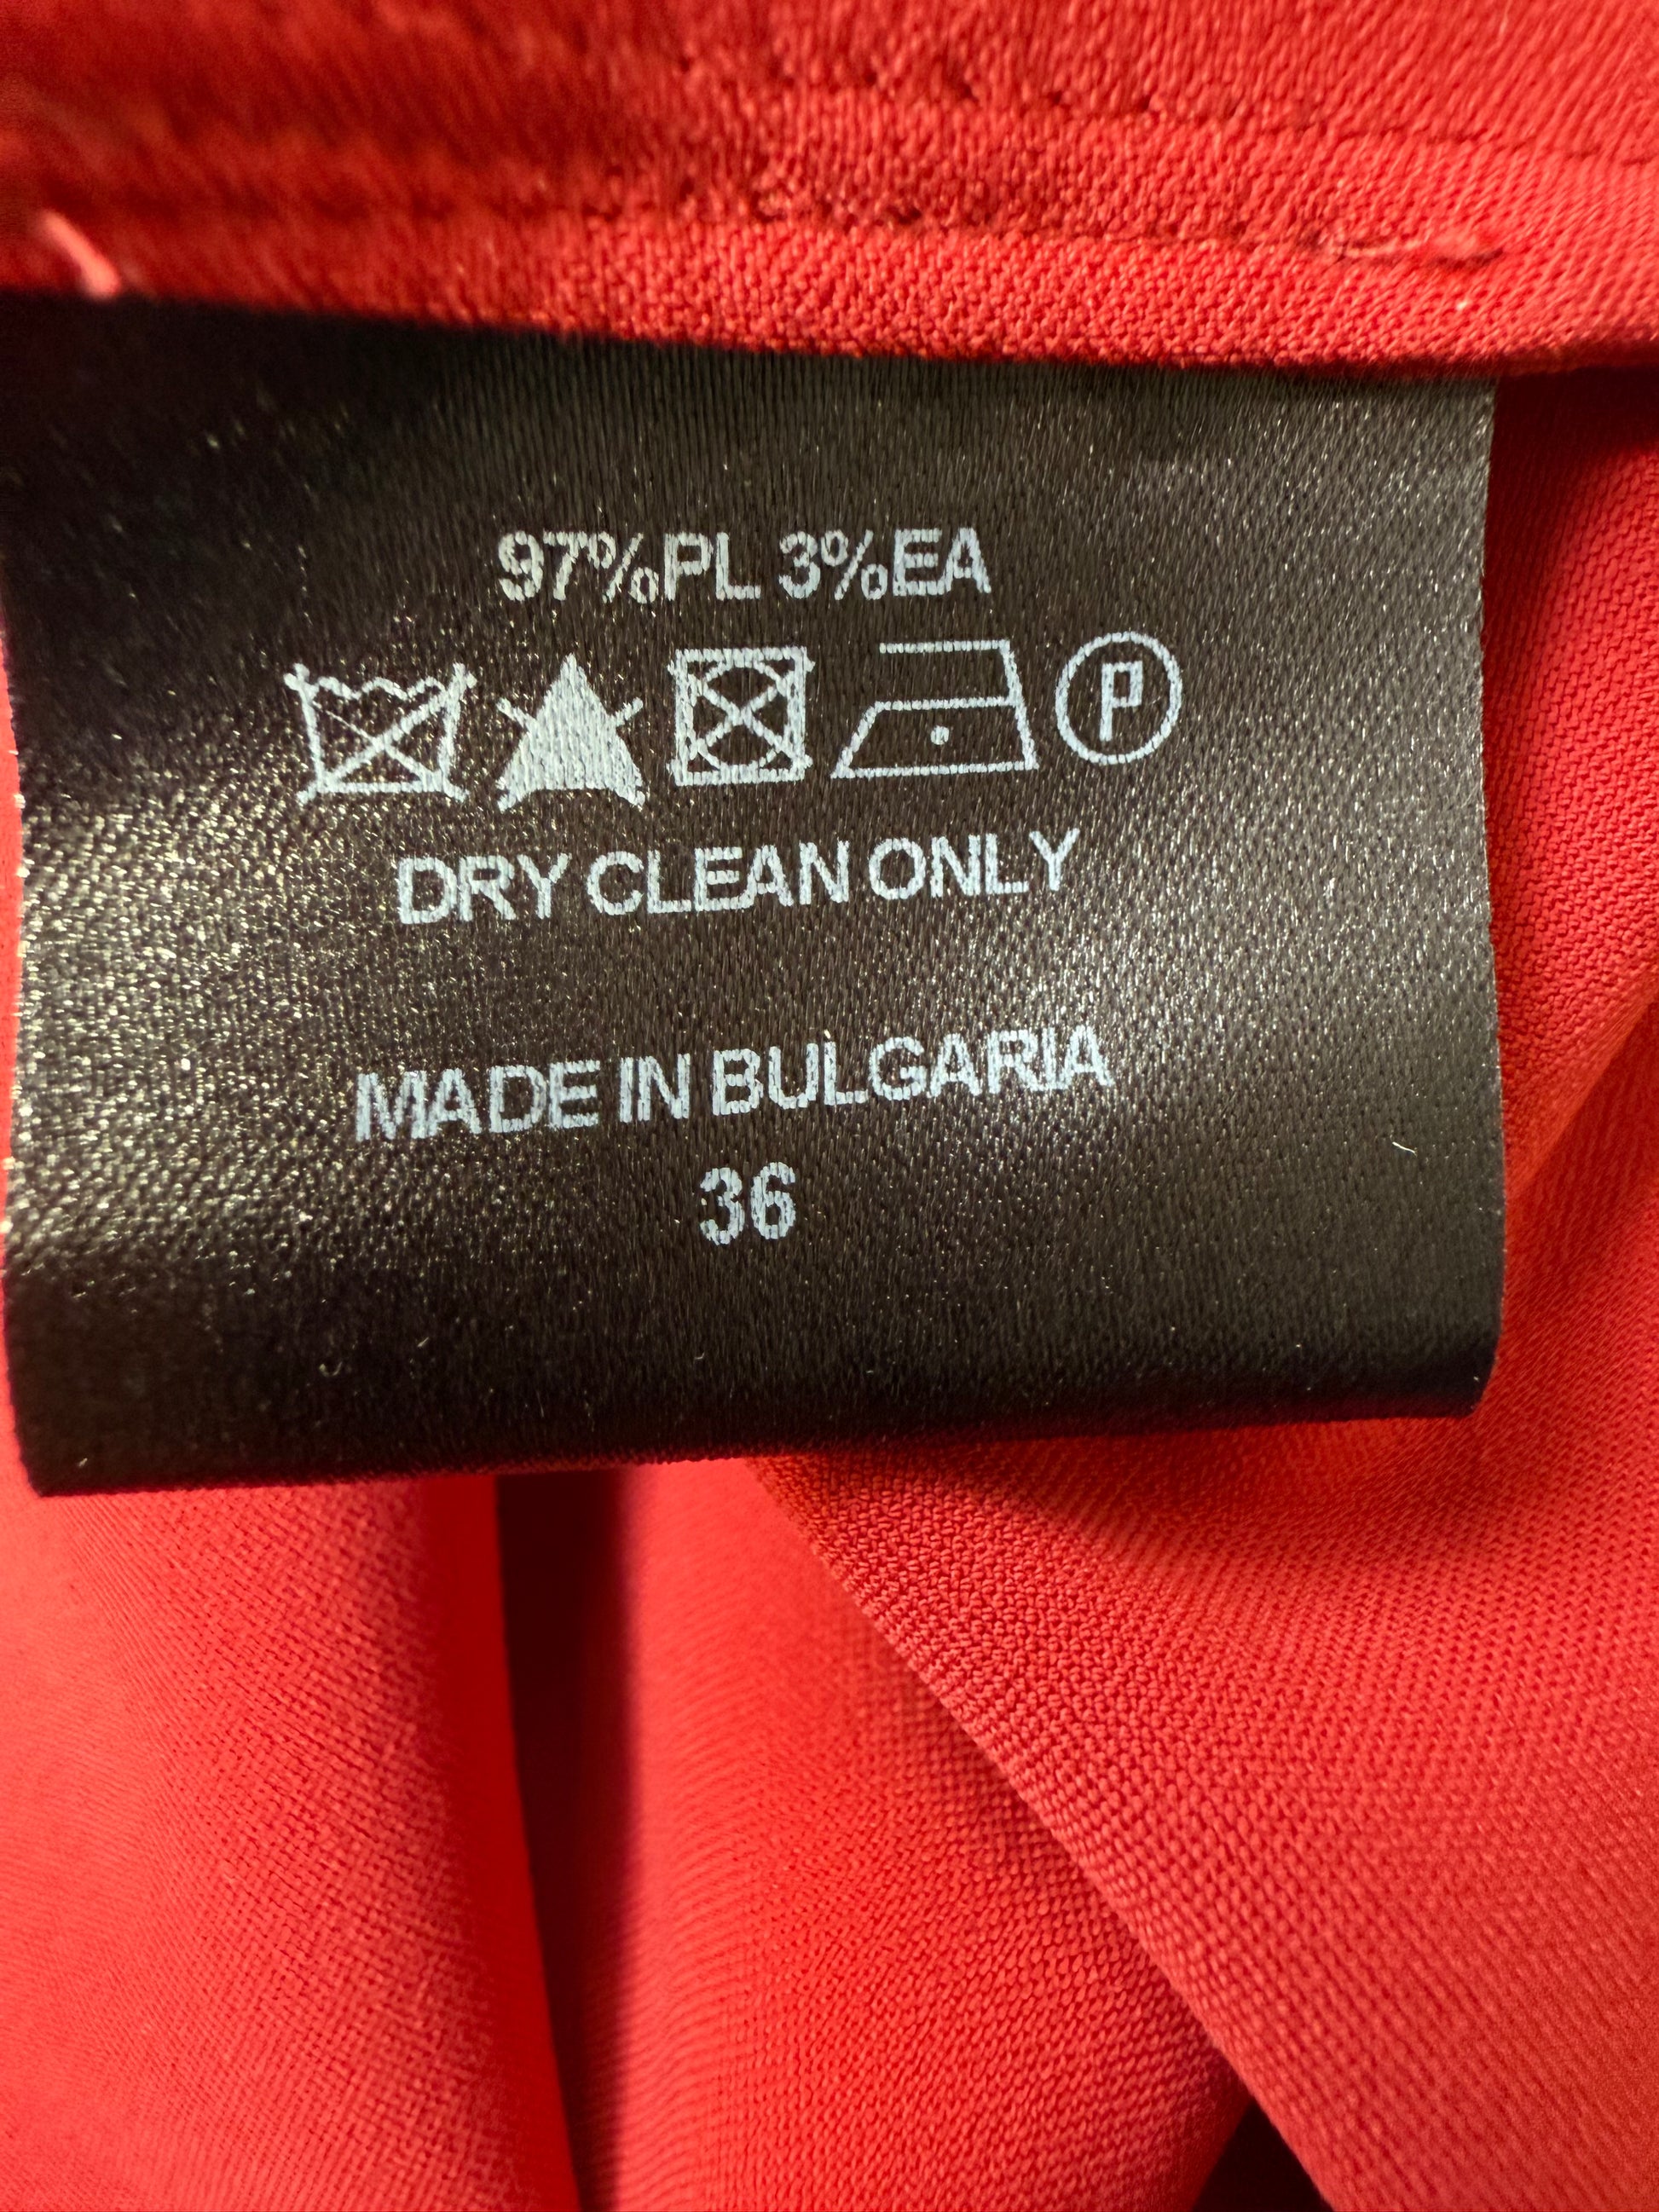 97%PL 3%EA
P
DRY CLEAN ONLY
MADE IN BULGARIA
36